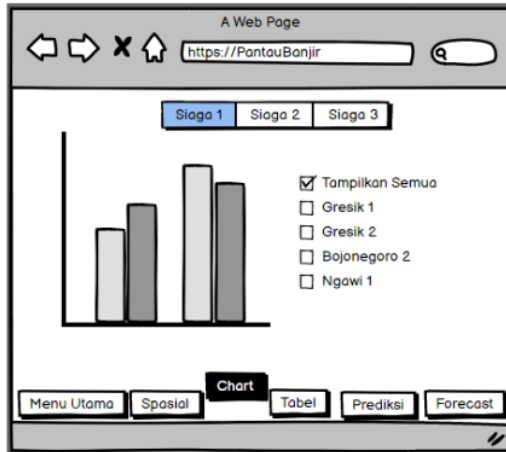 A Web Page
https://PantauBanjir
Siaga 1 Siaga 2 Siaga 3
Tampilkan Semua
Gresik 1
Gresik 2
Bojonegoro 2
Ngawi 1
Menu Utama Spasial Chart Tabel Prediksi Forecast